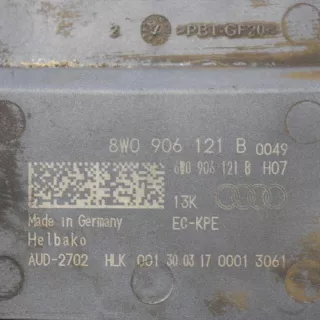 2 >PBT-GF20<
8W0 906 121 B 0049
8W0 906 121 B H07
13K
Made in Germany EC-KPE
Helbako
AUD-2702 HLK 001 30 03 17 0001 3061